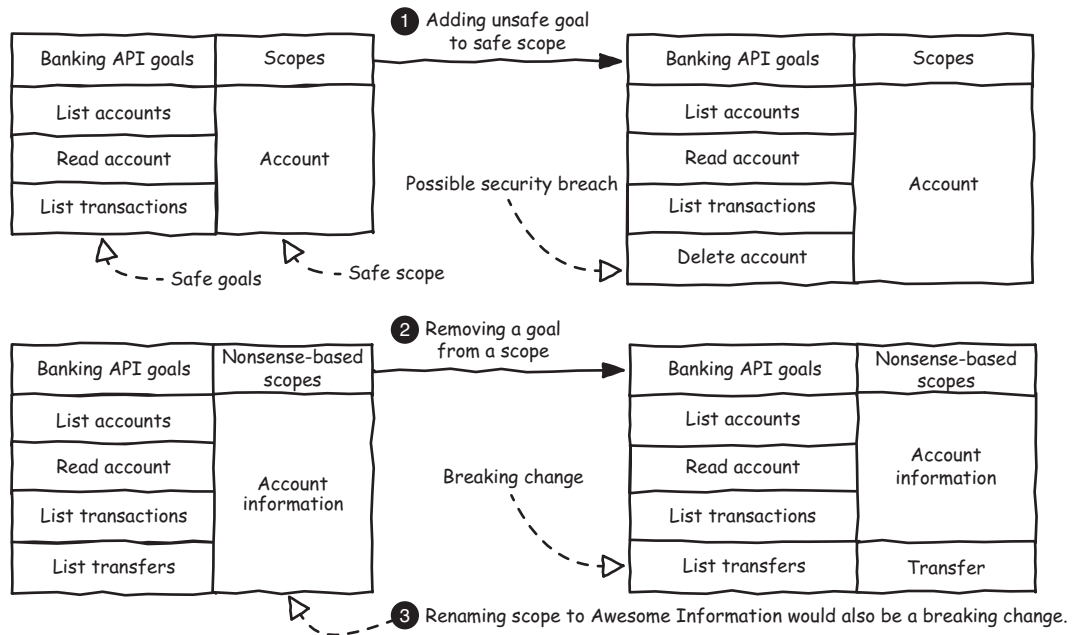 1 Adding unsafe goal
to safe scope
Banking API goals
Scopes
List accounts
Read account
List transactions
Account
Safe goals
Safe scope
Banking API goals
Scopes
List accounts
Read account
List transactions
Delete account
Account
Possible security breach
2 Removing a goal
from a scope
Banking API goals
Nonsense-based
scopes
List accounts
Read account
List transactions
List transfers
Account
information
Banking API goals
Nonsense-based
scopes
List accounts
Read account
List transactions
List transfers
Account
information
Transfer
Breaking change
3 Renaming scope to Awesome Information would also be a breaking change.